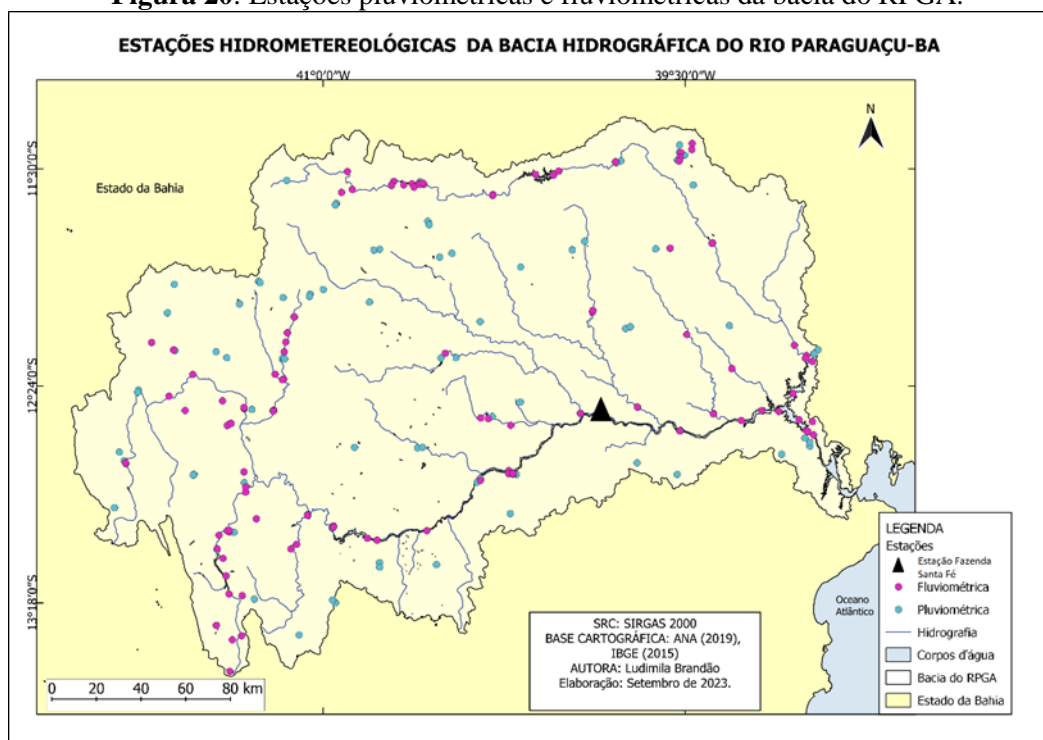 Figura 20: Estações pluviométricas e fluviométricas da bacia do RPGA.
ESTAÇÕES HIDROMETEREOLÓGICAS DA BACIA HIDROGRÁFICA DO RIO PARAGUAÇU-BA
41°0'0"W
39°30'0"W
N
11°30'0"S
Estado da Bahia
12°24'0"S
13°18'0"S
LEGENDA
Estações
Estação Fazenda
Santa Fé
Fluviométrica
Pluviométrica
Hidrografia
Corpos d'água
Bacia do RPGA
Estado da Bahia
Oceano
Atlântico
SRC: SIRGAS 2000
BASE CARTOGRÁFICA: ANA (2019),
IBGE (2015)
AUTORA: Ludimila Brandão
Elaboração: Setembro de 2023.
0 20 40 60 80 km